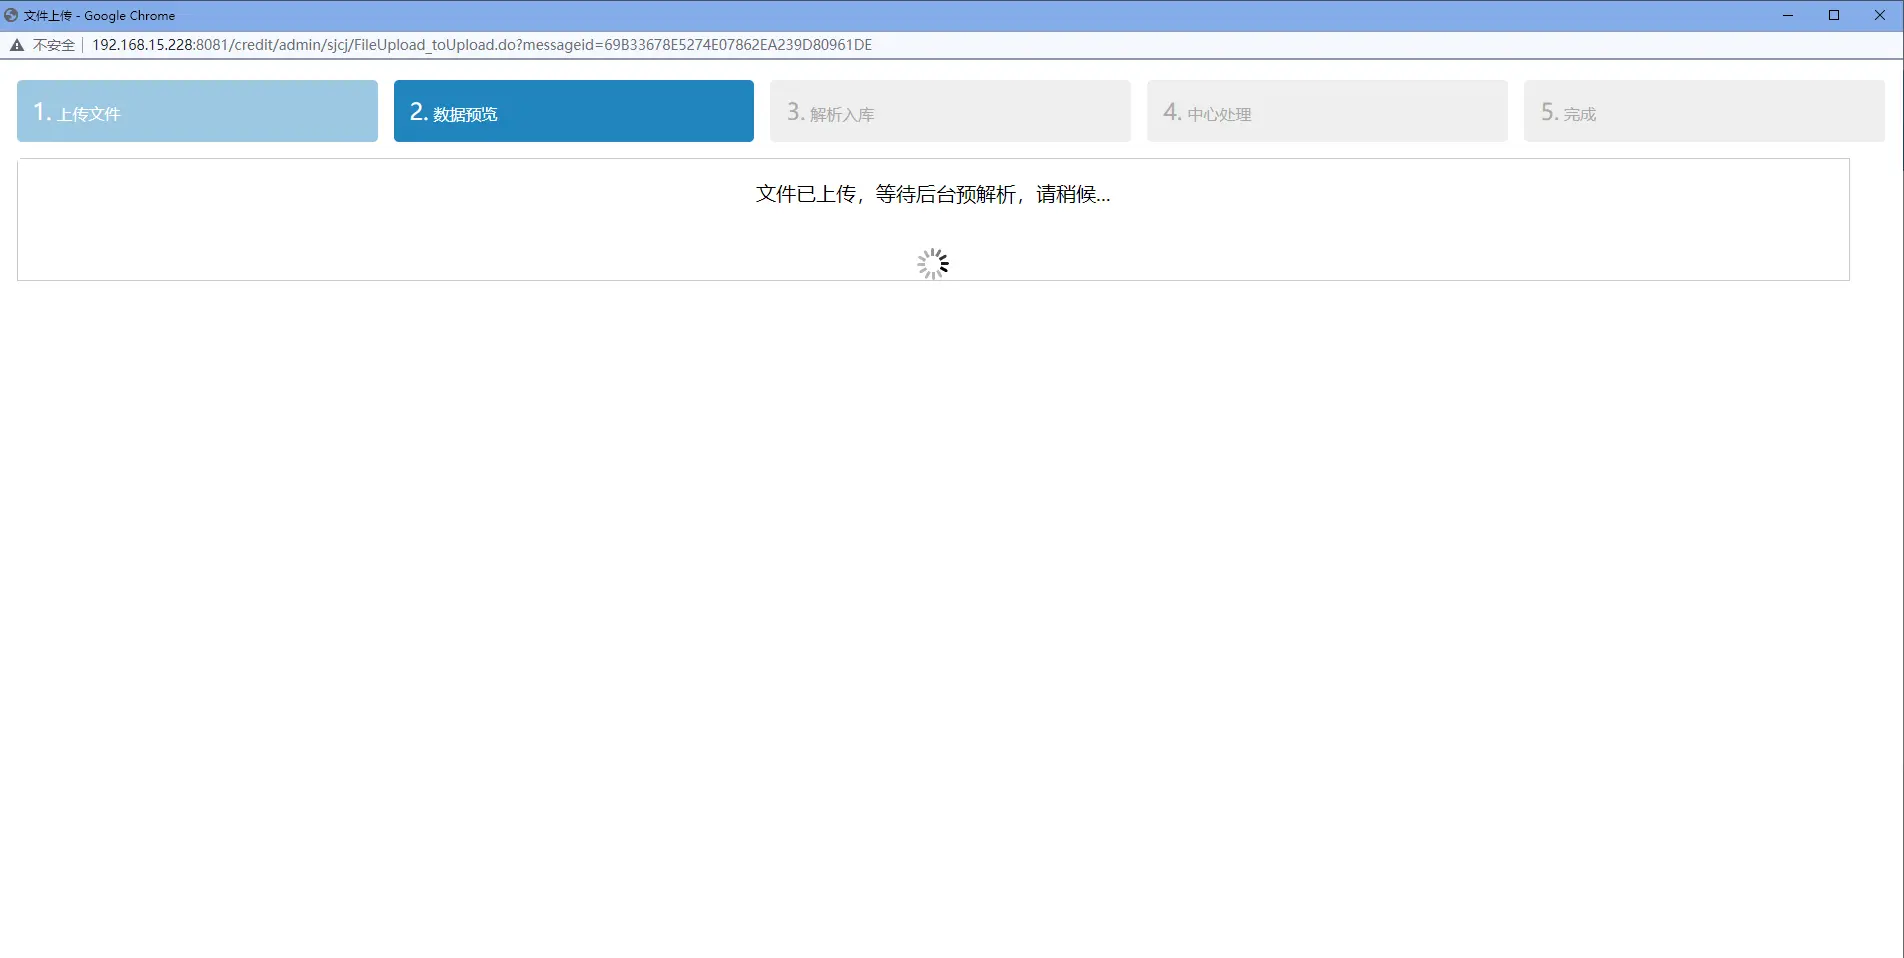 文件上传 - Google Chrome
不安全 192.168.15.228:8081/credit/admin/sjcj/FileUpload_toUpload.do?messageid=69B33678E5274E07862EA239D80961DE
1. 上传文件
2. 数据预览
3. 解析入库
4. 中心处理
5. 完成
文件已上传，等待后台预解析，请稍候...